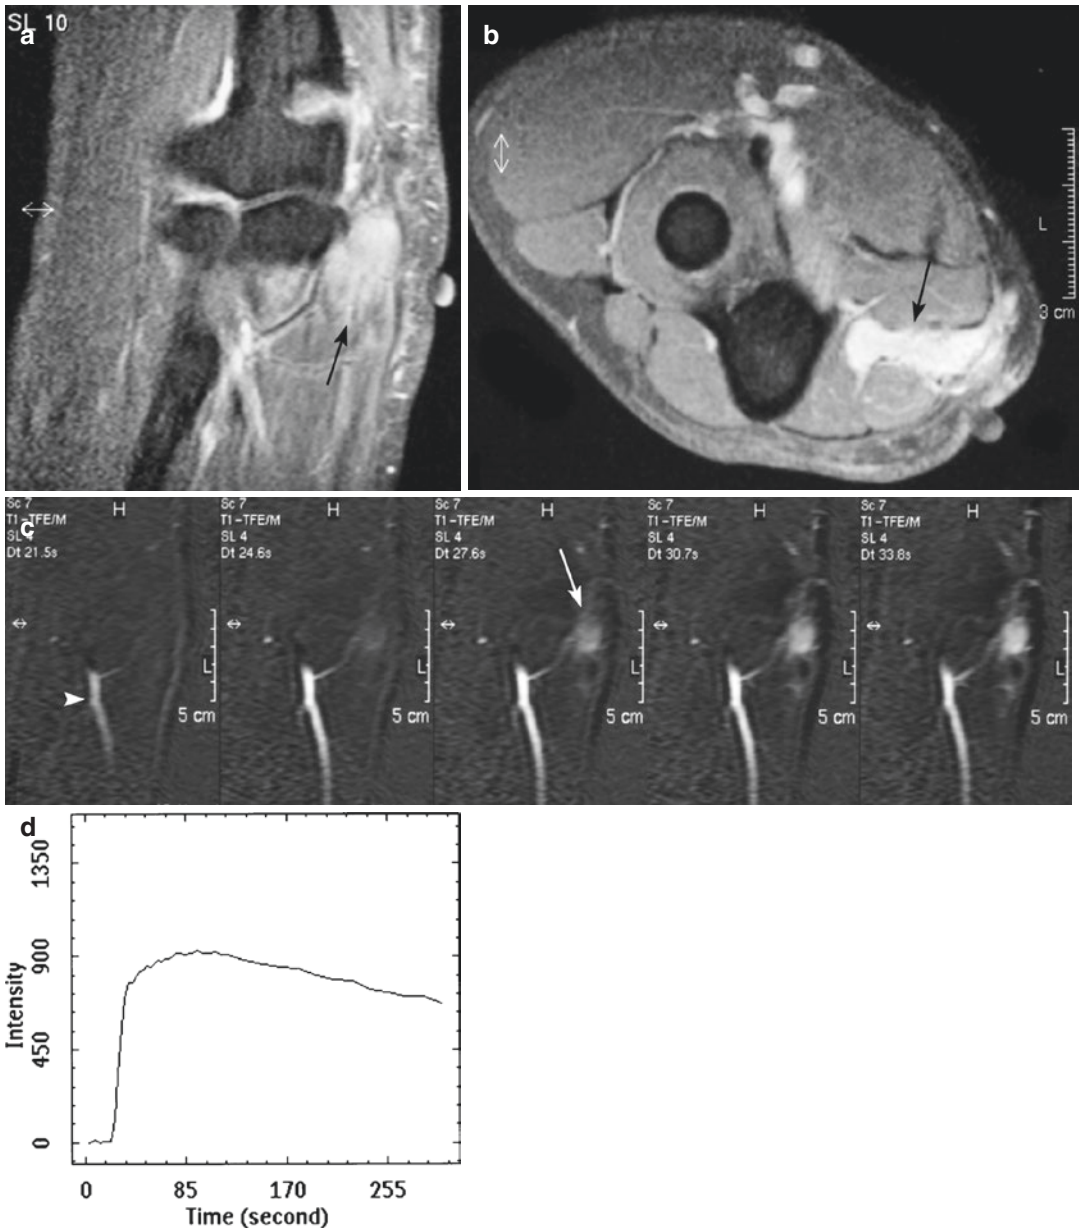 SL 10
a
b
L
3 cm
c
Sc 7
T1-TFE/M
SL 4
Dt 21.5s
H
L
5 cm
Sc 7
T1-TFE/M
SL 4
Dt 24.6s
H
L
5 cm
Sc 7
T1-TFE/M
SL 4
Dt 27.6s
H
L
5 cm
Sc 7
T1-TFE/M
SL 4
Dt 30.7s
H
L
5 cm
Sc 7
T1-TFE/M
SL 4
Dt 33.8s
H
L
5 cm
d
1350
900
450
0
Intensity
0 85 170 255
Time (second)